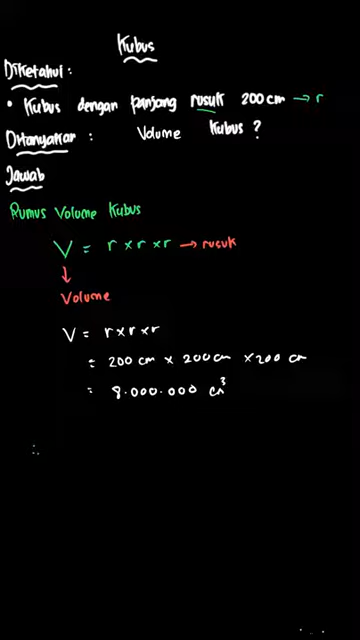 Kubus
Diketahui :
• Kubus dengan panjang rusuk 200 cm → r
Ditanyakan : Volume Kubus ?
Jawab
Rumus Volume Kubus
V = r × r × r → rusuk
↓
Volume
V = r × r × r
= 200 cm × 200 cm × 200 cm
= 8.000.000 cm³
∴